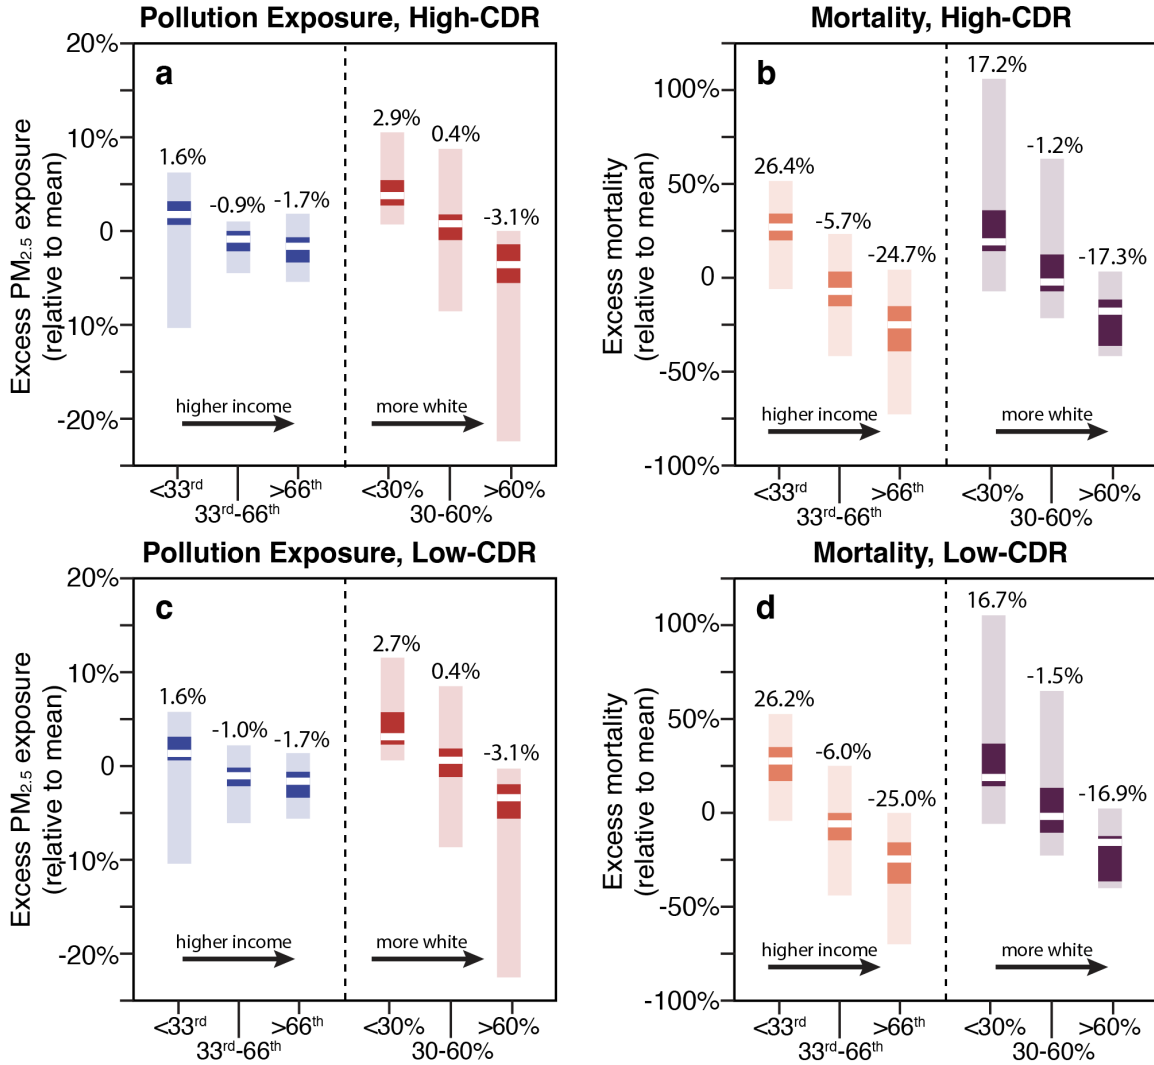 Pollution Exposure, High-CDR
Excess PM2.5 exposure
(relative to mean)
20%
10%
0
-10%
-20%
a
1.6%
-0.9%
-1.7%
2.9%
0.4%
-3.1%
higher income
more white
<33rd
33rd-66th
>66th
<30%
30-60%
>60%
Mortality, High-CDR
Excess mortality
(relative to mean)
100%
50%
0
-50%
-100%
b
26.4%
-5.7%
-24.7%
17.2%
-1.2%
-17.3%
higher income
more white
<33rd
33rd-66th
>66th
<30%
30-60%
>60%
Pollution Exposure, Low-CDR
Excess PM2.5 exposure
(relative to mean)
20%
10%
0
-10%
-20%
c
1.6%
-1.0%
-1.7%
2.7%
0.4%
-3.1%
higher income
more white
<33rd
33rd-66th
>66th
<30%
30-60%
>60%
Mortality, Low-CDR
Excess mortality
(relative to mean)
100%
50%
0
-50%
-100%
d
26.2%
-6.0%
-25.0%
16.7%
-1.5%
-16.9%
higher income
more white
<33rd
33rd-66th
>66th
<30%
30-60%
>60%